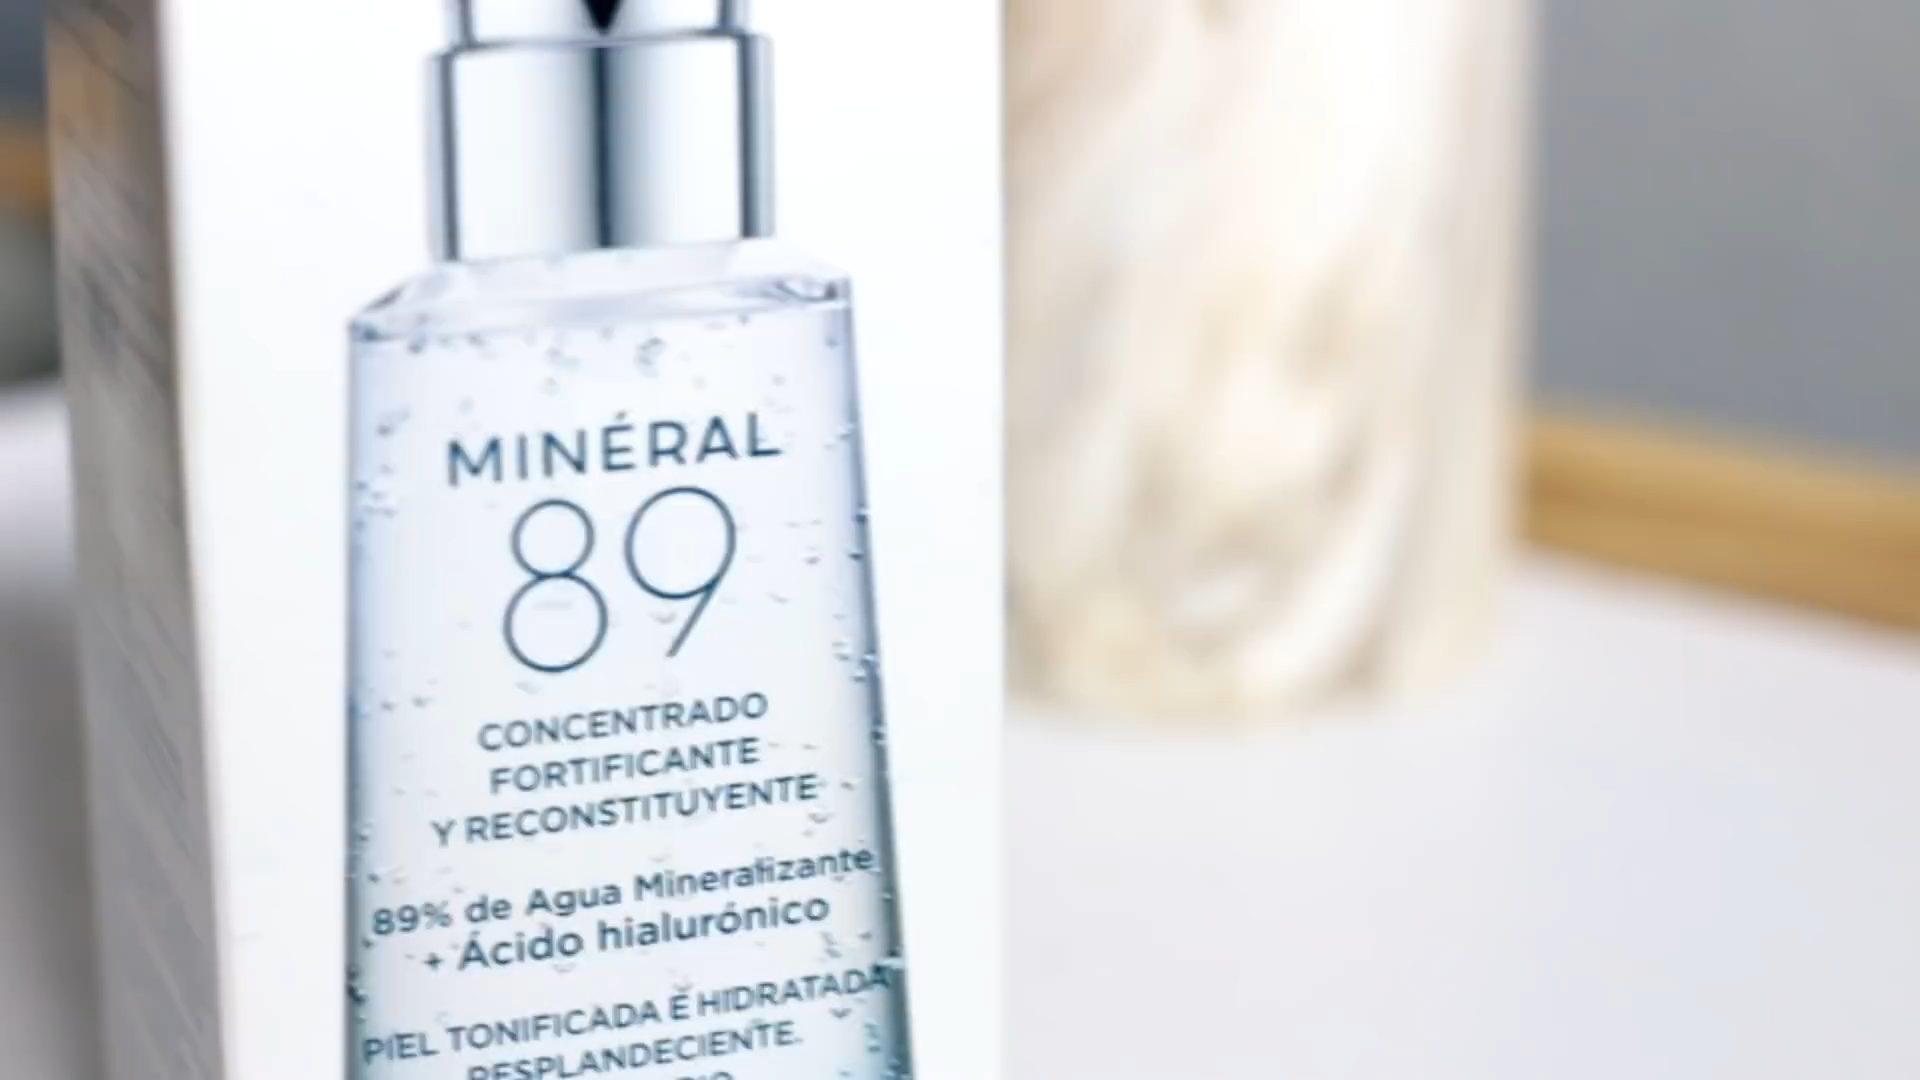 MINÉRAL
89
CONCENTRADO
FORTIFICANTE
Y RECONSTITUYENTE
89% de Agua Mineralizante
+ Ácido hialurónico
PIEL TONIFICADA E HIDRATADA
RESPLANDECIENTE.